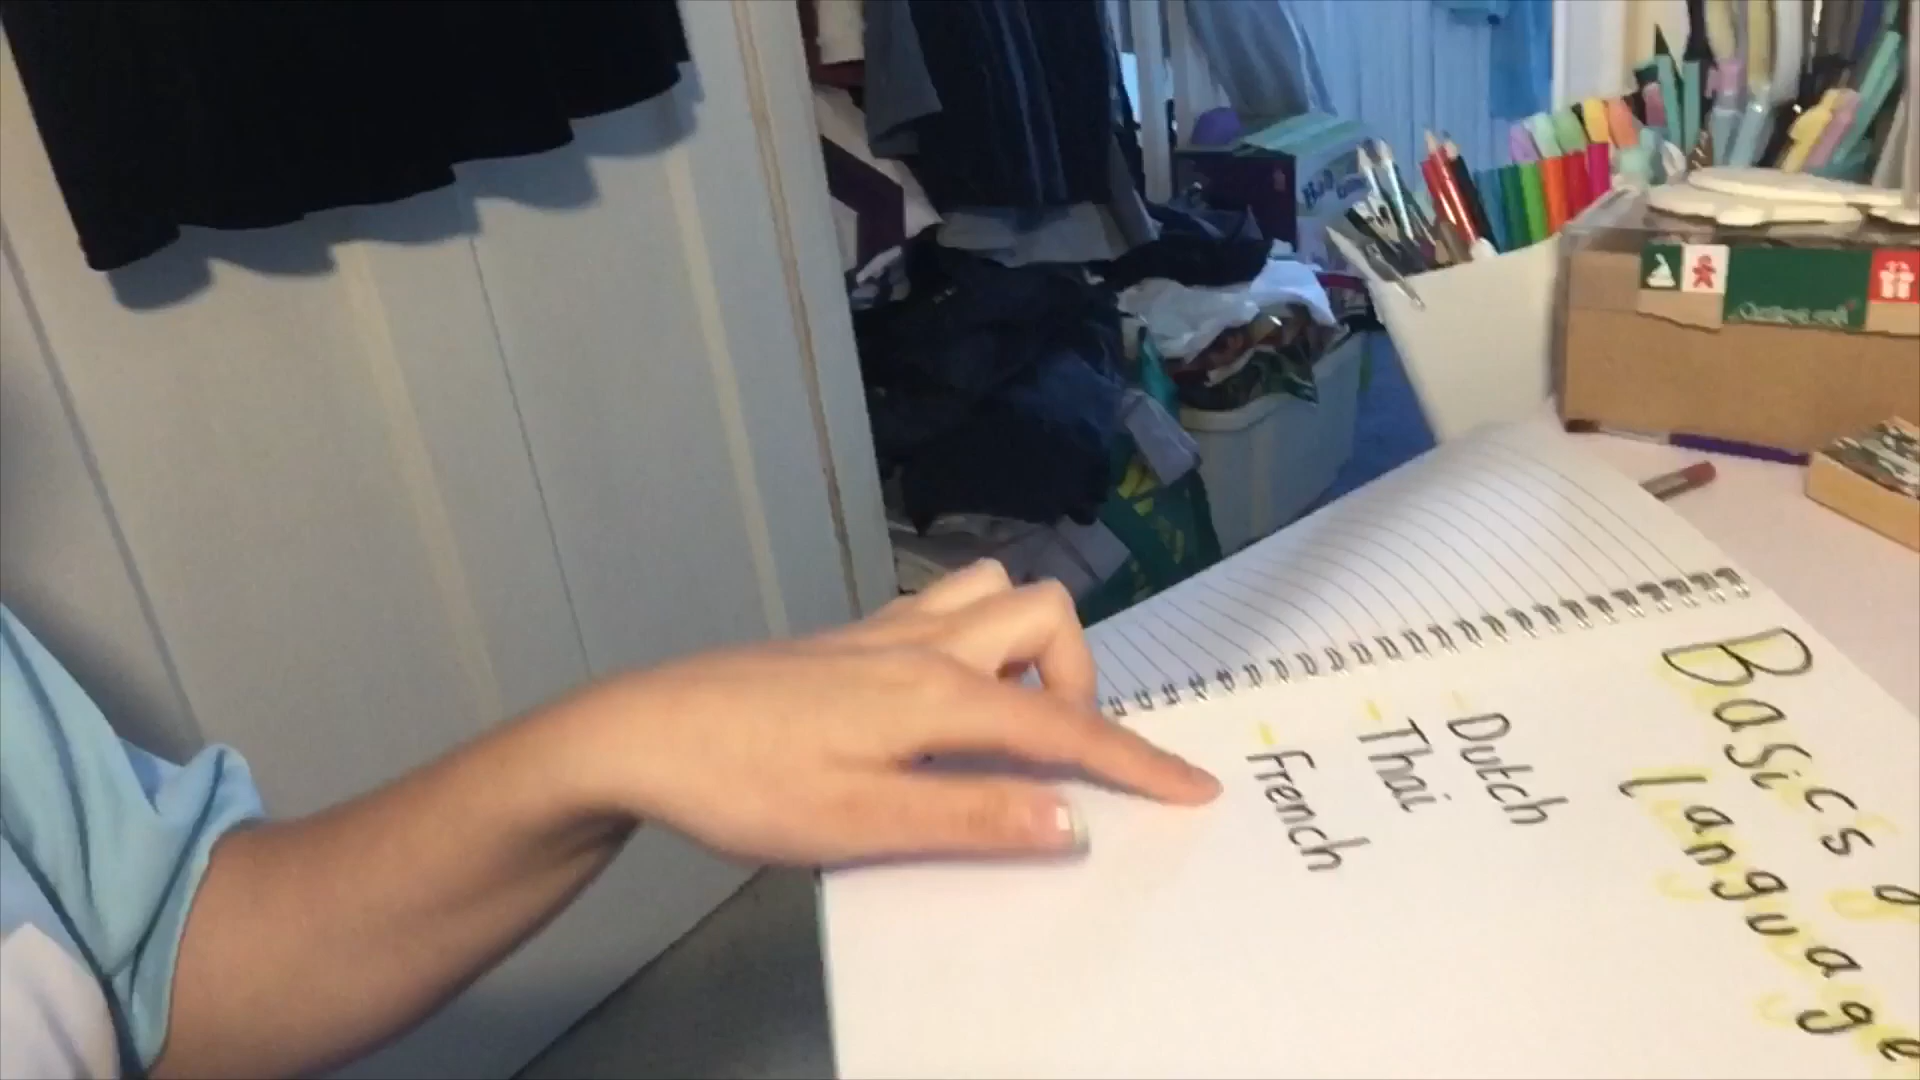 Basics
Language
- Dutch
- Thai
- French